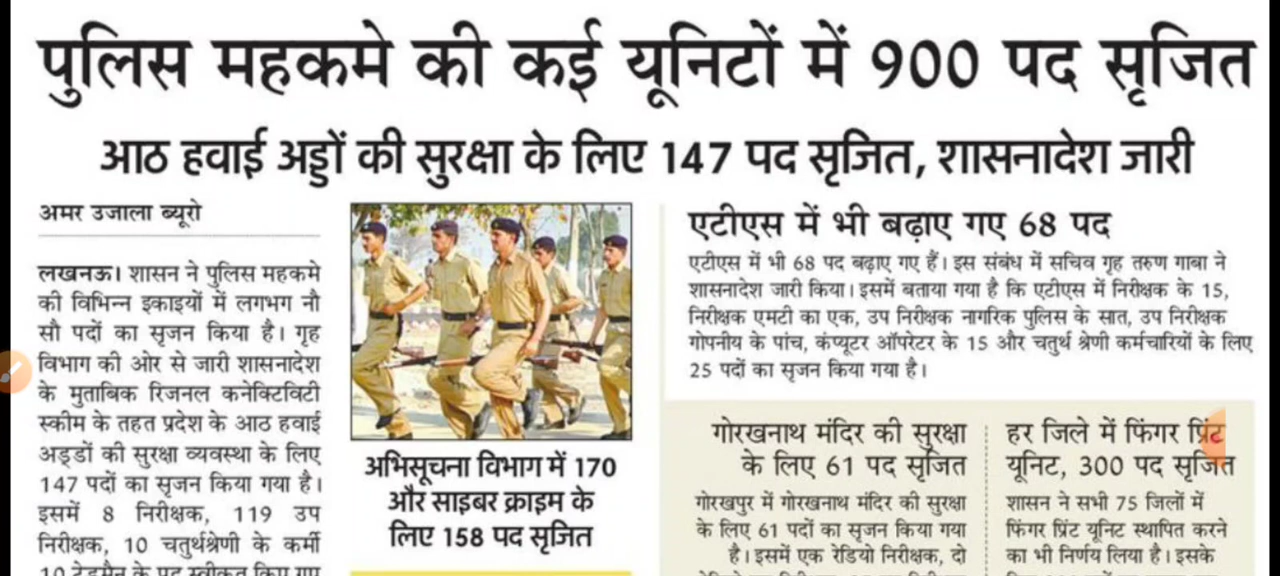 पुलिस महकमे की कई यूनिटों में 900 पद सृजित
आठ हवाई अड्डों की सुरक्षा के लिए 147 पद सृजित, शासनादेश जारी
अमर उजाला ब्यूरो
लखनऊ। शासन ने पुलिस महकमे
की विभिन्न इकाइयों में लगभग नौ
सौ पदों का सृजन किया है। गृह
विभाग की ओर से जारी शासनादेश
के मुताबिक रिजनल कनेक्टिविटी
स्कीम के तहत प्रदेश के आठ हवाई
अड्डों की सुरक्षा व्यवस्था के लिए
147 पदों का सृजन किया गया है।
इसमें 8 निरीक्षक, 119 उप
निरीक्षक, 10 चतुर्थश्रेणी के कर्मी
10 ट्रेडमैन के पद स्वीकृत किए गए
अभिसूचना विभाग में 170
और साइबर क्राइम के
लिए 158 पद सृजित
एटीएस में भी बढ़ाए गए 68 पद
एटीएस में भी 68 पद बढ़ाए गए हैं। इस संबंध में सचिव गृह तरुण गाबा ने
शासनादेश जारी किया। इसमें बताया गया है कि एटीएस में निरीक्षक के 15,
निरीक्षक एमटी का एक, उप निरीक्षक नागरिक पुलिस के सात, उप निरीक्षक
गोपनीय के पांच, कंप्यूटर ऑपरेटर के 15 और चतुर्थ श्रेणी कर्मचारियों के लिए
25 पदों का सृजन किया गया है।
गोरखनाथ मंदिर की सुरक्षा
के लिए 61 पद सृजित
गोरखपुर में गोरखनाथ मंदिर की सुरक्षा
के लिए 61 पदों का सृजन किया गया
है। इसमें एक रेडियो निरीक्षक, दो
हर जिले में फिंगर प्रिंट
यूनिट, 300 पद सृजित
शासन ने सभी 75 जिलों में
फिंगर प्रिंट यूनिट स्थापित करने
का भी निर्णय लिया है। इसके